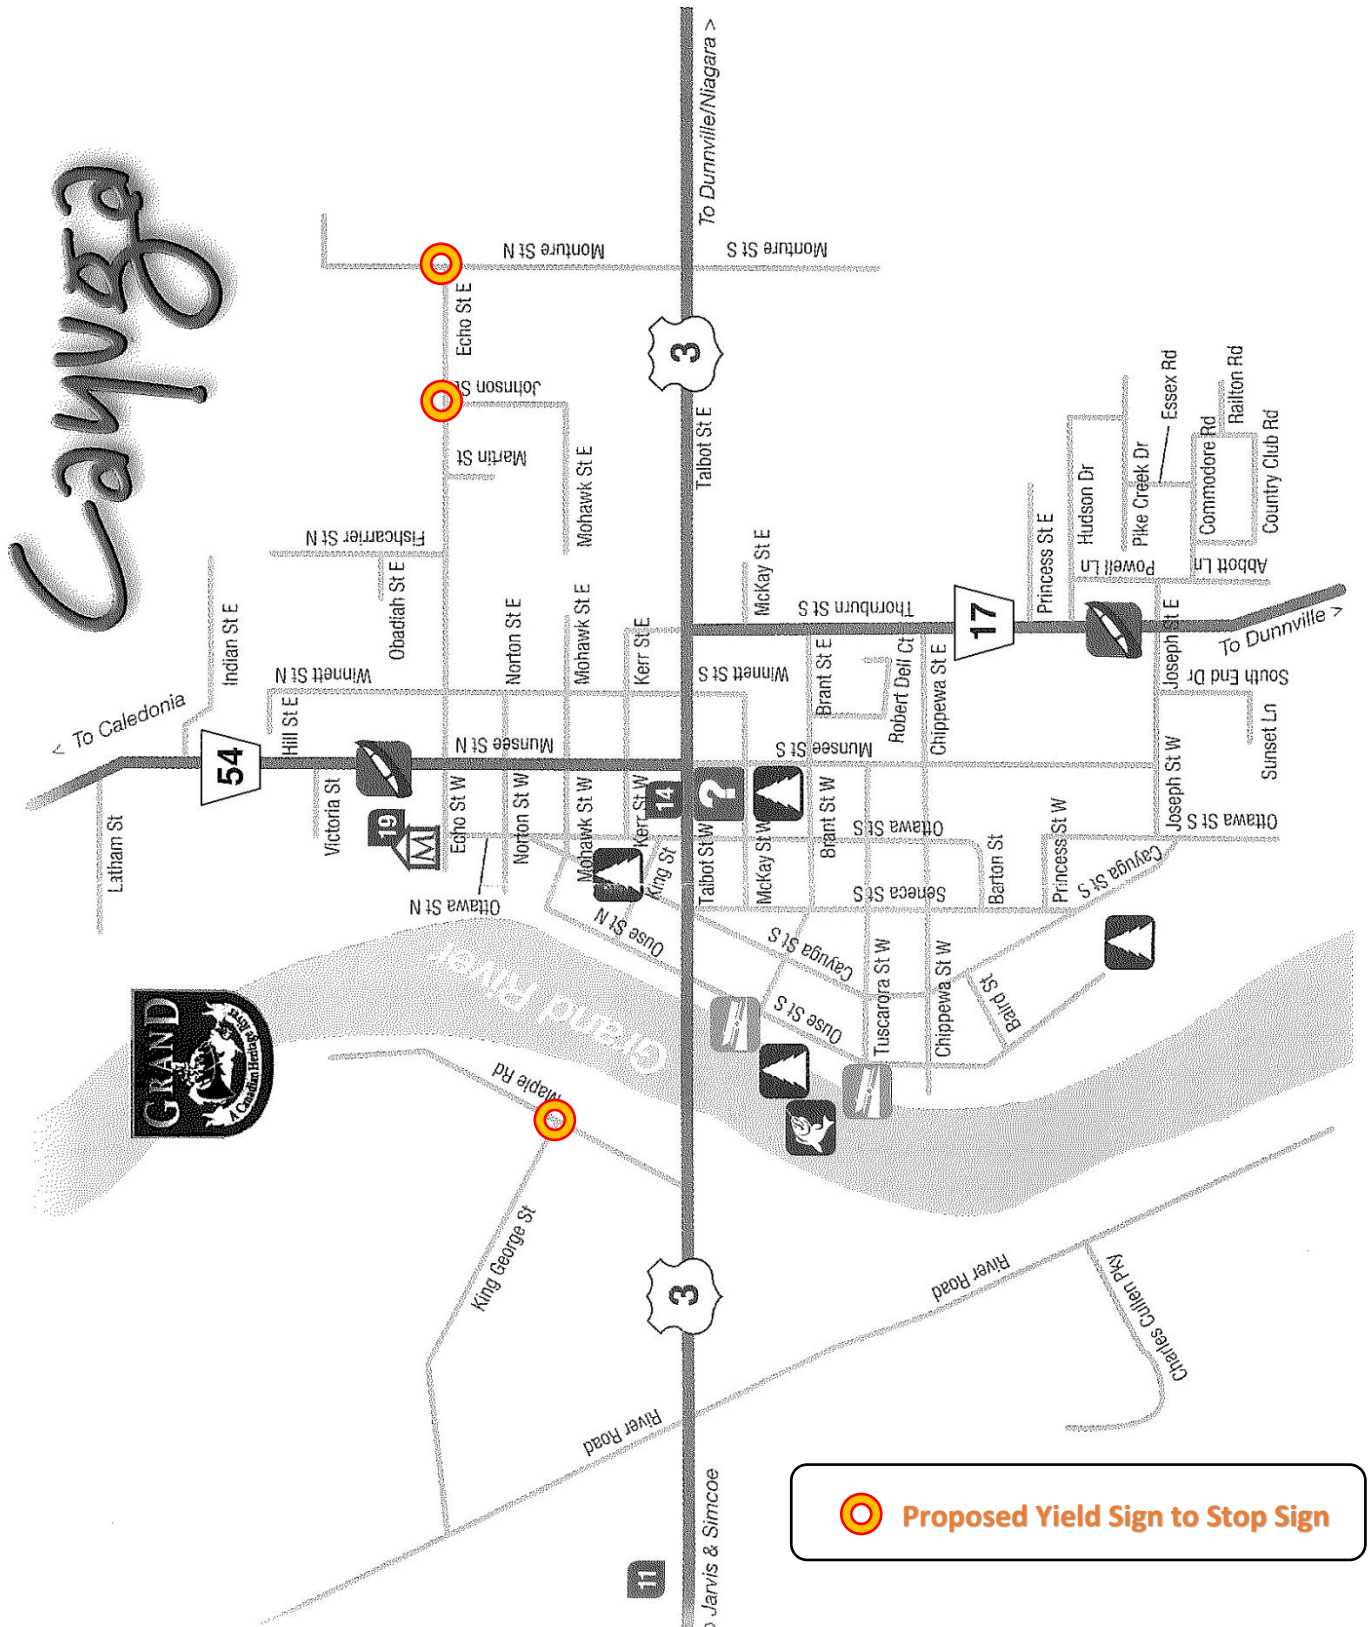 Cayuga
To Dunnville/Niagara >
Monture St N
Monture St S
Echo St E
Johnson St
Martin St
Mohawk St E
3
Talbot St E
Fishcarrier St N
Obadiah St E
Indian St E
Winnett St N
Norton St E
Mohawk St E
Kerr St E
Winnett St S
McKay St E
Thornburn St S
Brant St E
Robert Dell Ct
Chippewa St E
17
Princess St E
Hudson Dr
Pike Creek Dr
Essex Rd
Commodore Rd
Railton Rd
Country Club Rd
Powell Ln
Abbott Ln
Joseph St E
To Dunnville >
South End Dr
Sunset Ln
< To Caledonia
54
Hill St E
Munsee St N
Munsee St S
Latham St
Victoria St
19
M
Echo St W
Norton St W
Mohawk St W
Kerr St W
14
?
King St
Talbot St W
McKay St W
Brant St W
Ottawa St S
Seneca St S
Barton St
Princess St W
Joseph St W
Ottawa St S
Cayuga St S
Ottawa St N
Ouse St N
Cayuga St S
Ouse St S
Tuscarora St W
Chippewa St W
Baird St
Grand River
GRAND
A Canadian Heritage River
Maple Rd
King George St
3
River Road
River Road
Charles Cullen Pky
11
Jarvis & Simcoe
Proposed Yield Sign to Stop Sign